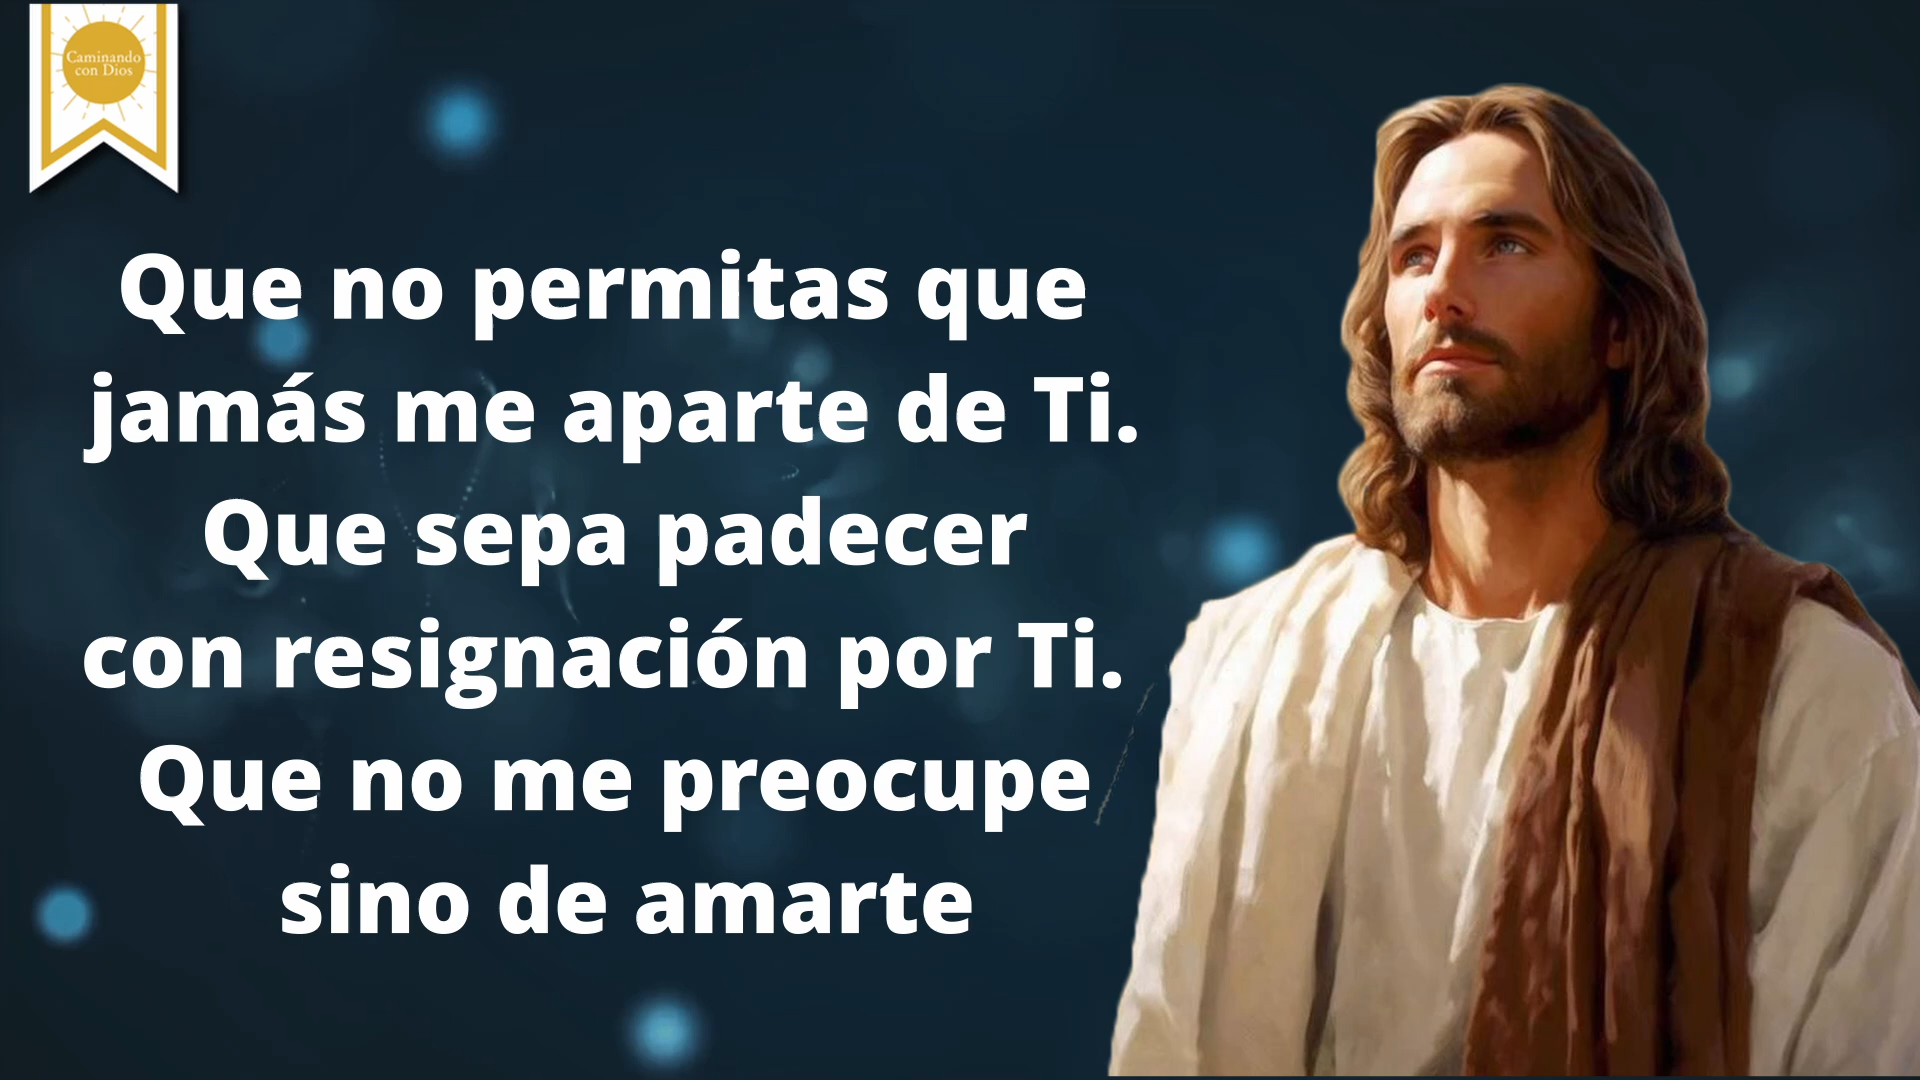 Caminando
con Dios
Que no permitas que
jamás me aparte de Ti.
Que sepa padecer
con resignación por Ti.
Que no me preocupe
sino de amarte